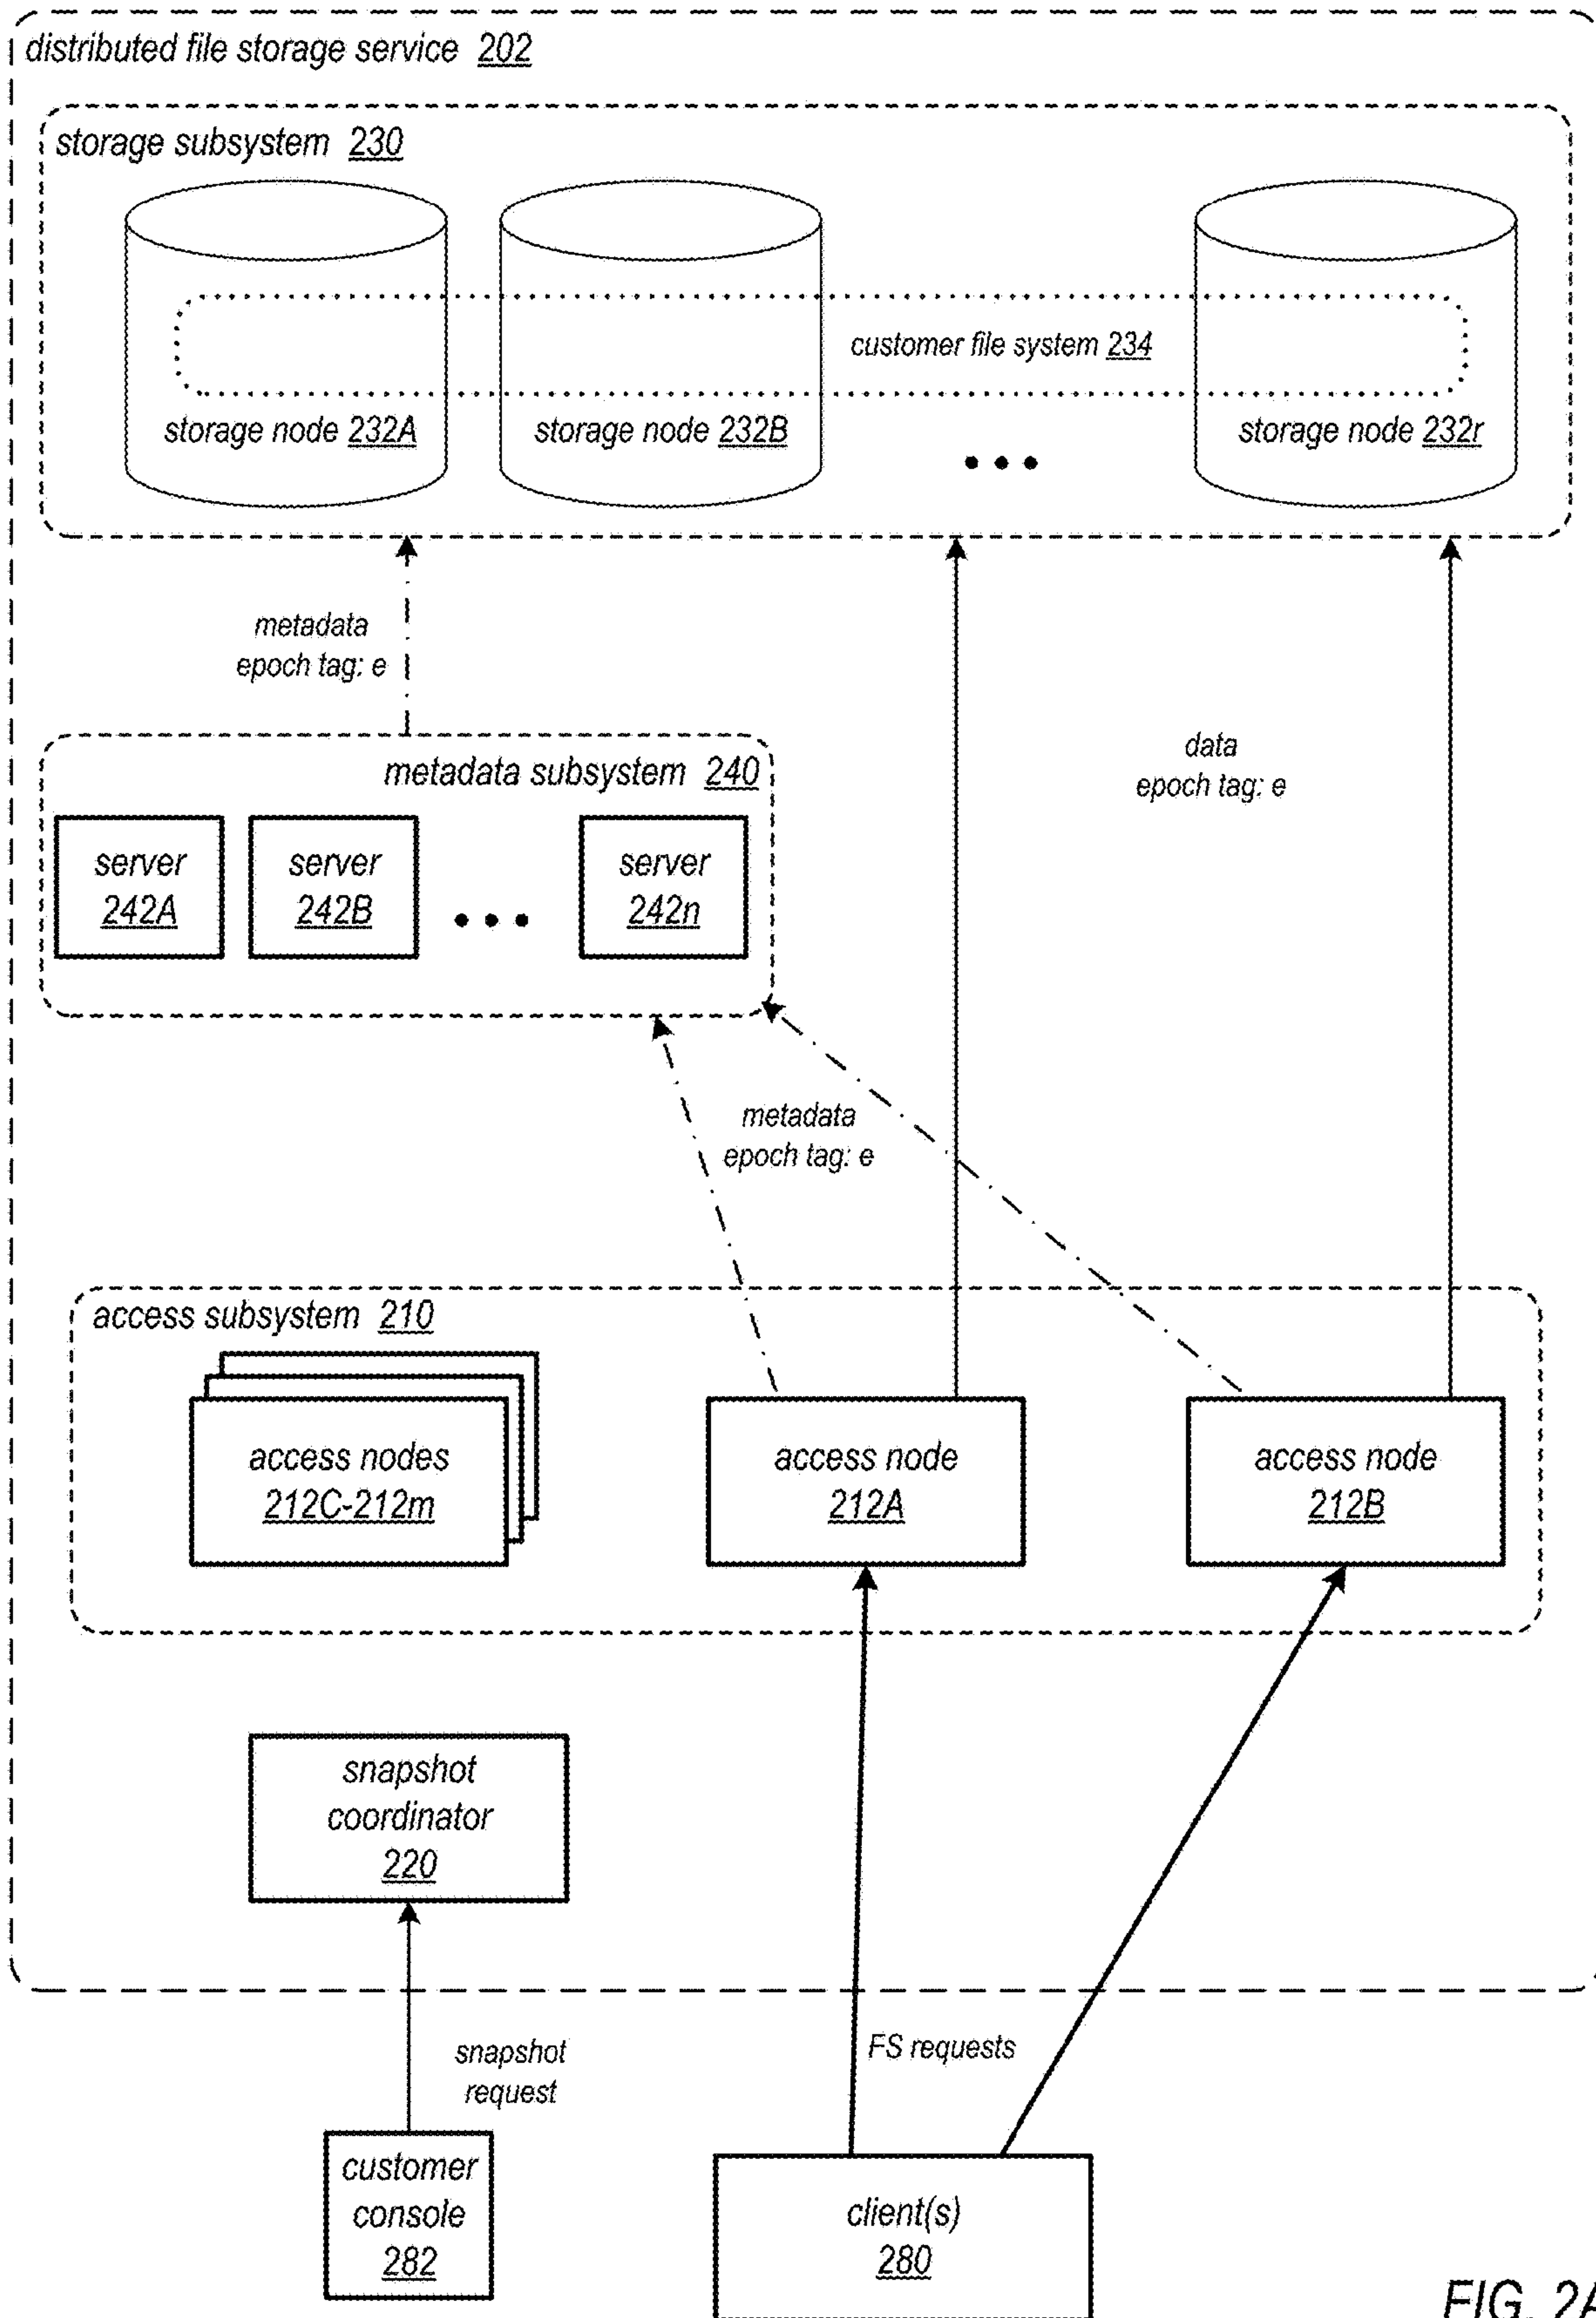 distributed file storage service 202
storage subsystem 230
customer file system 234
storage node 232A
storage node 232B
storage node 232r
metadata
epoch tag: e
data
epoch tag: e
metadata subsystem 240
server
242A
server
242B
server
242n
metadata
epoch tag: e
access subsystem 210
access nodes
212C-212m
access node
212A
access node
212B
snapshot
coordinator
220
snapshot
request
FS requests
customer
console
282
client(s)
280
FIG. 2A